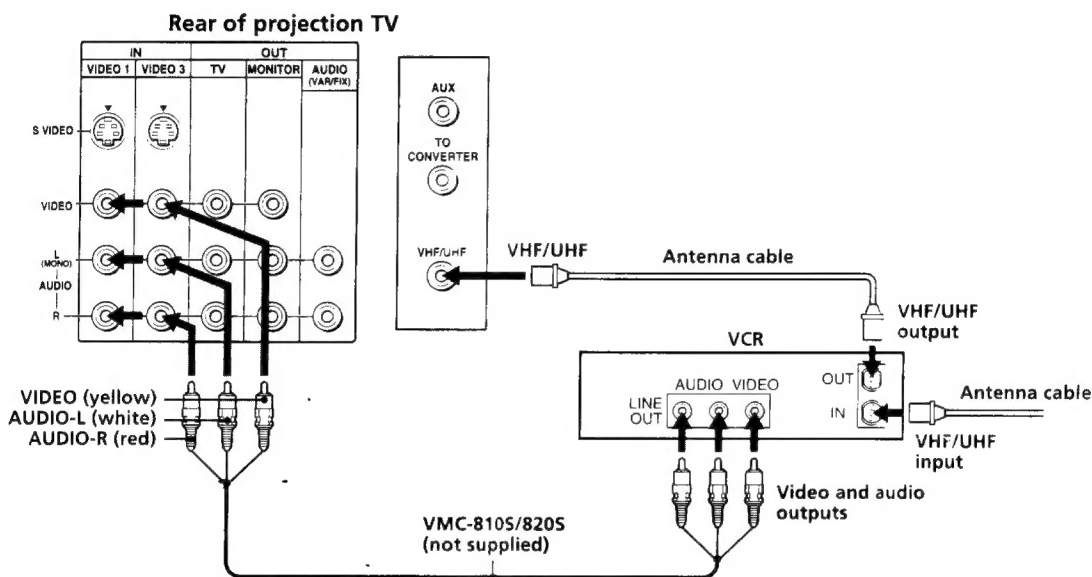 Rear of projection TV
IN
OUT
VIDEO 1
VIDEO 3
TV
MONITOR
AUDIO
(VAR/FIX)
S VIDEO
VIDEO
L
(MONO)
AUDIO
R
AUX
TO
CONVERTER
VHF/UHF
VHF/UHF
Antenna cable
VHF/UHF
output
VCR
AUDIO VIDEO
LINE
OUT
OUT
IN
Antenna cable
VHF/UHF
input
VIDEO (yellow)
AUDIO-L (white)
AUDIO-R (red)
Video and audio
outputs
VMC-810S/820S
(not supplied)